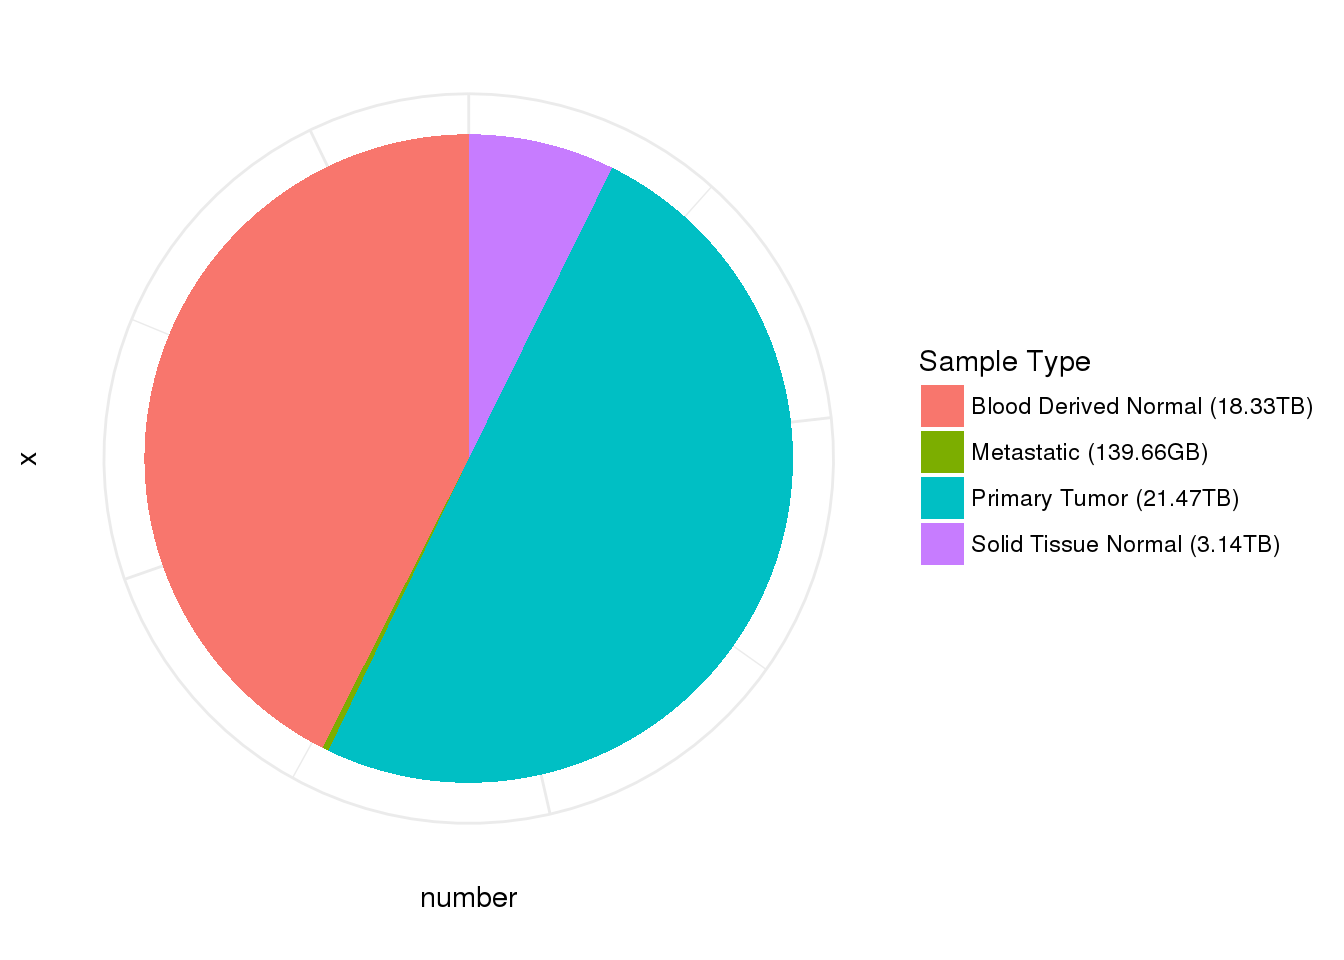 x
number
Sample Type
Blood Derived Normal (18.33TB)
Metastatic (139.66GB)
Primary Tumor (21.47TB)
Solid Tissue Normal (3.14TB)